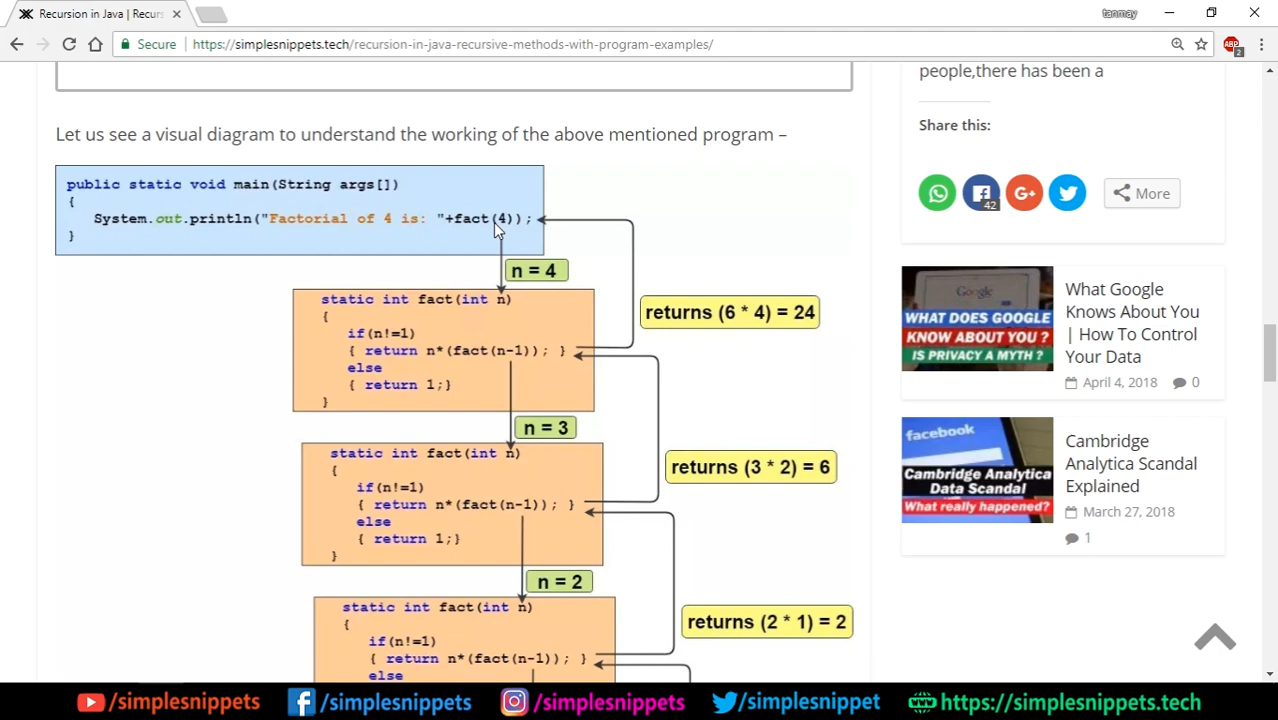 Recursion in Java | Recurs
tanmay
Secure
https://simplesnippets.tech/recursion-in-java-recursive-methods-with-program-examples/
ABP
2
Let us see a visual diagram to understand the working of the above mentioned program –
public static void main(String args[])
{
System.out.println("Factorial of 4 is: "+fact(4));
}
n = 4
static int fact(int n)
{
if(n!=1)
{ return n*(fact(n-1)); }
else
{ return 1;}
}
returns (6 * 4) = 24
n = 3
static int fact(int n)
{
if(n!=1)
{ return n*(fact(n-1)); }
else
{ return 1;}
}
returns (3 * 2) = 6
n = 2
static int fact(int n)
{
if(n!=1)
{ return n*(fact(n-1)); }
else
returns (2 * 1) = 2
people,there has been a
Share this:
42
G+
More
Google
WHAT DOES GOOGLE
KNOW ABOUT YOU ?
IS PRIVACY A MYTH ?
What Google
Knows About You
| How To Control
Your Data
April 4, 2018
0
facebook
Cambridge Analytica
Data Scandal
What really happened?
Cambridge
Analytica Scandal
Explained
March 27, 2018
1
/simplesnippets
/simplesnippets
/simplesnippets
/simplesnippets
https://simplesnippets.tech